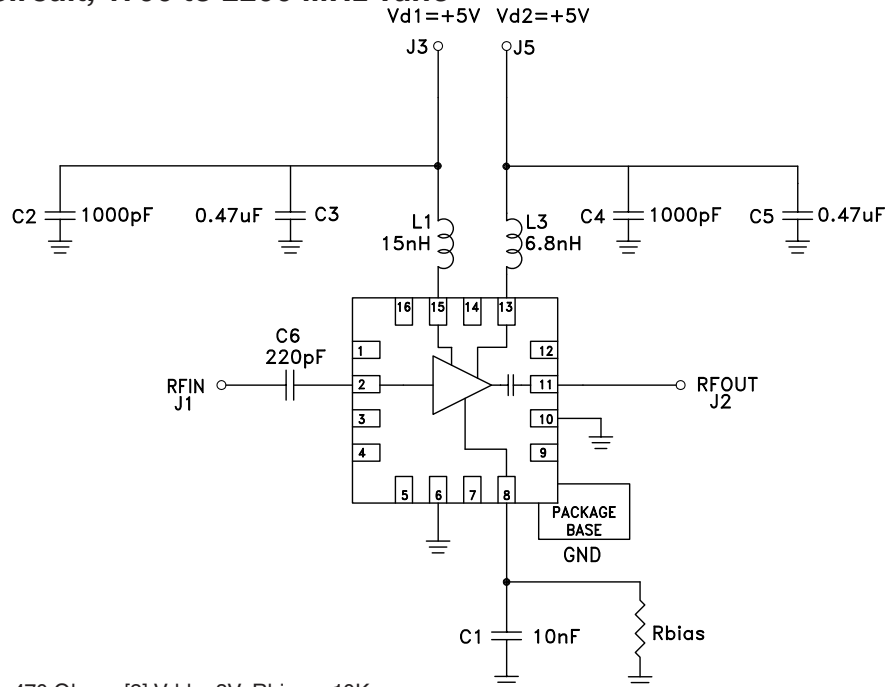 Vd1=+5V Vd2=+5V
J3 J5
C2 1000pF 0.47uF C3
L1
15nH
L3
6.8nH
C4 1000pF C5 0.47uF
16 15 14 13
C6
220pF
1 12
RFIN
J1
2 11
RFOUT
J2
3 10
4 9
5 6 7 8
PACKAGE
BASE
GND
C1 10nF Rbias